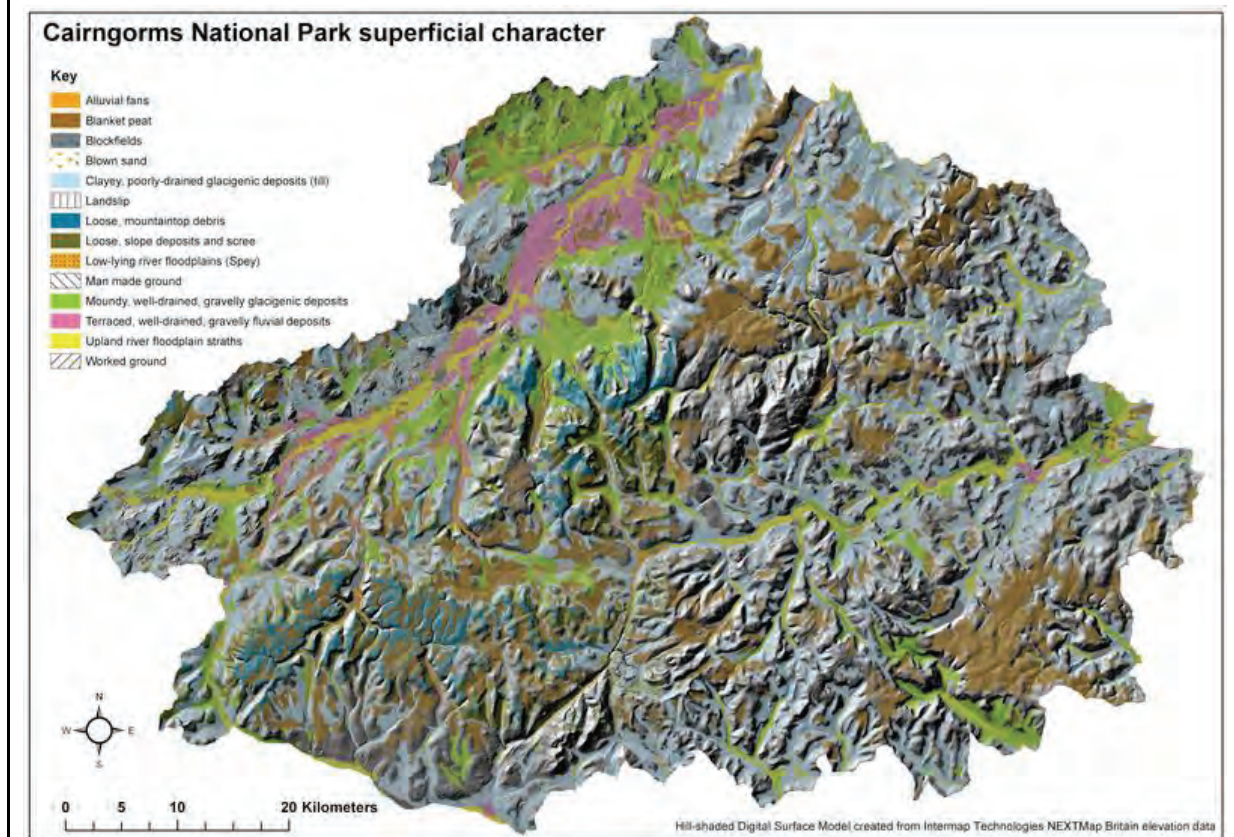 Cairngorms National Park superficial character
Key
Alluvial fans
Blanket peat
Blockfields
Blown sand
Clayey, poorly-drained glacigenic deposits (till)
Landslip
Loose, mountaintop debris
Loose, slope deposits and scree
Low-lying river floodplains (Spey)
Man made ground
Moundy, well-drained, gravelly glacigenic deposits
Terraced, well-drained, gravelly fluvial deposits
Upland river floodplain straths
Worked ground
N
W E
S
0 5 10 20 Kilometers
Hill-shaded Digital Surface Model created from Intermap Technologies NEXTMap Britain elevation data